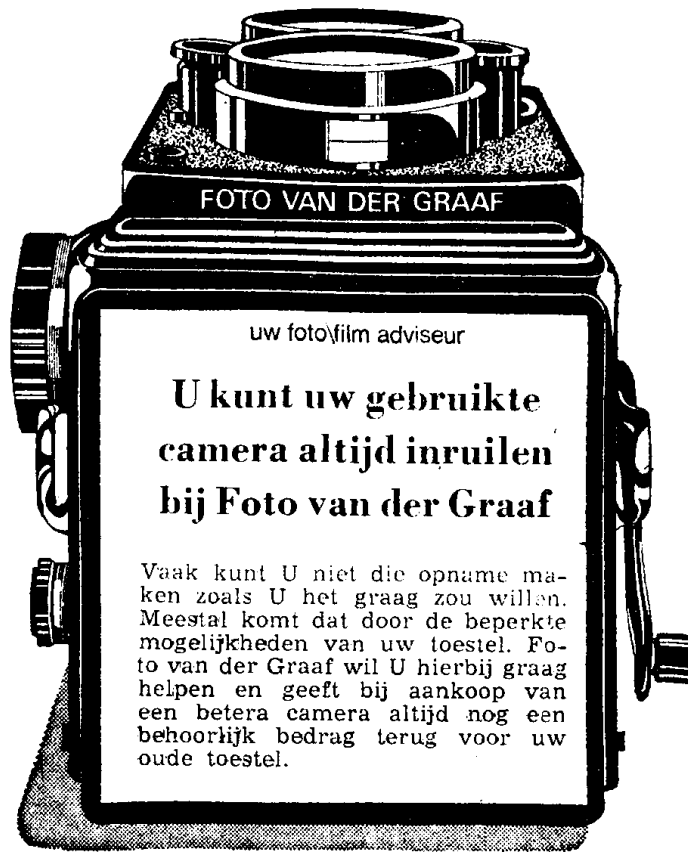 FOTO VAN DER GRAAF
uw foto\film adviseur
U kunt uw gebruikte
camera altijd inruilen
bij Foto van der Graaf
Vaak kunt U niet die opname ma-
ken zoals U het graag zou willen.
Meestal komt dat door de beperkte
mogelijkheden van uw toestel. Fo-
to van der Graaf wil U hierbij graag
helpen en geeft bij aankoop van
een betera camera altijd nog een
behoorlijk bedrag terug voor uw
oude toestel.